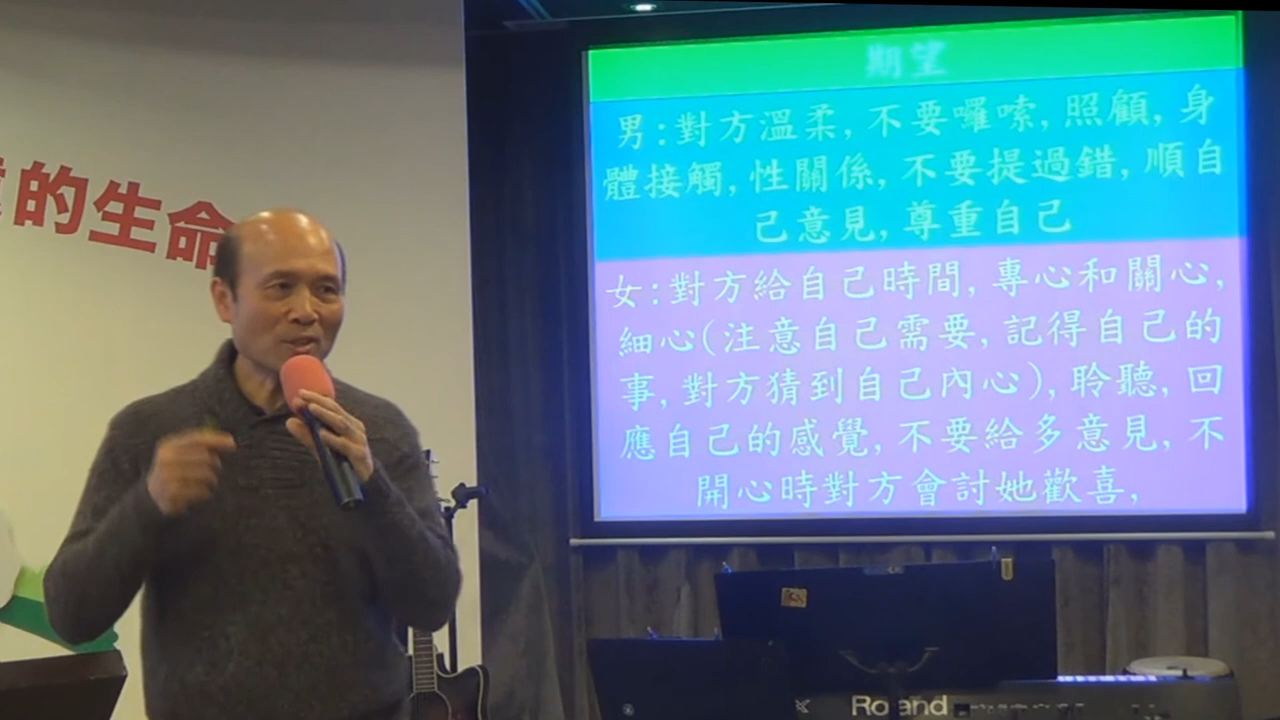 的生命
期望
男:對方溫柔,不要囉嗦,照顧,身
體接觸,性關係,不要提過錯,順自
己意見,尊重自己
女:對方給自己時間,專心和關心,
細心(注意自己需要,記得自己的
事,對方猜到自己內心),聆聽,回
應自己的感覺,不要給多意見,不
開心時對方會討她歡喜,
Roland